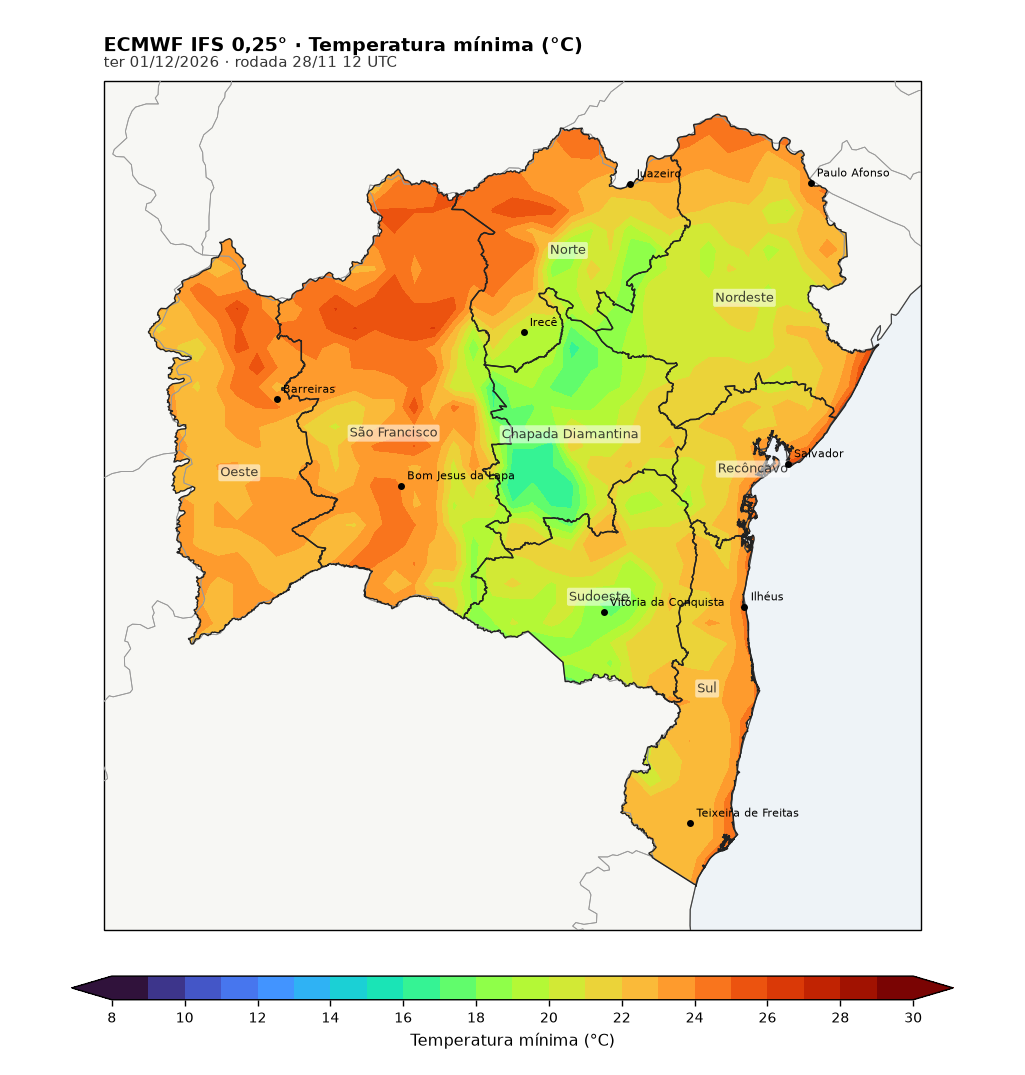 ECMWF IFS 0,25° · Temperatura mínima (°C)
ter 01/12/2026 · rodada 28/11 12 UTC
Juazeiro
Paulo Afonso
Norte
Nordeste
Irecê
Barreiras
São Francisco
Chapada Diamantina
Oeste
Bom Jesus da Lapa
Recôncavo
Salvador
Sudoeste
Vitória da Conquista
Ilhéus
Sul
Teixeira de Freitas
8 10 12 14 16 18 20 22 24 26 28 30
Temperatura mínima (°C)